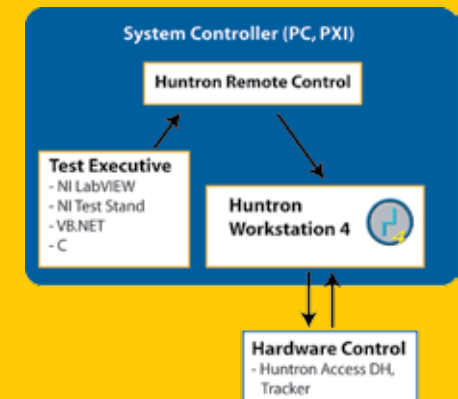 System Controller (PC, PXI)
Huntron Remote Control
Test Executive
- NI LabVIEW
- NI Test Stand
- VB.NET
- C
Huntron
Workstation 4
4
Hardware Control
- Huntron Access DH,
Tracker